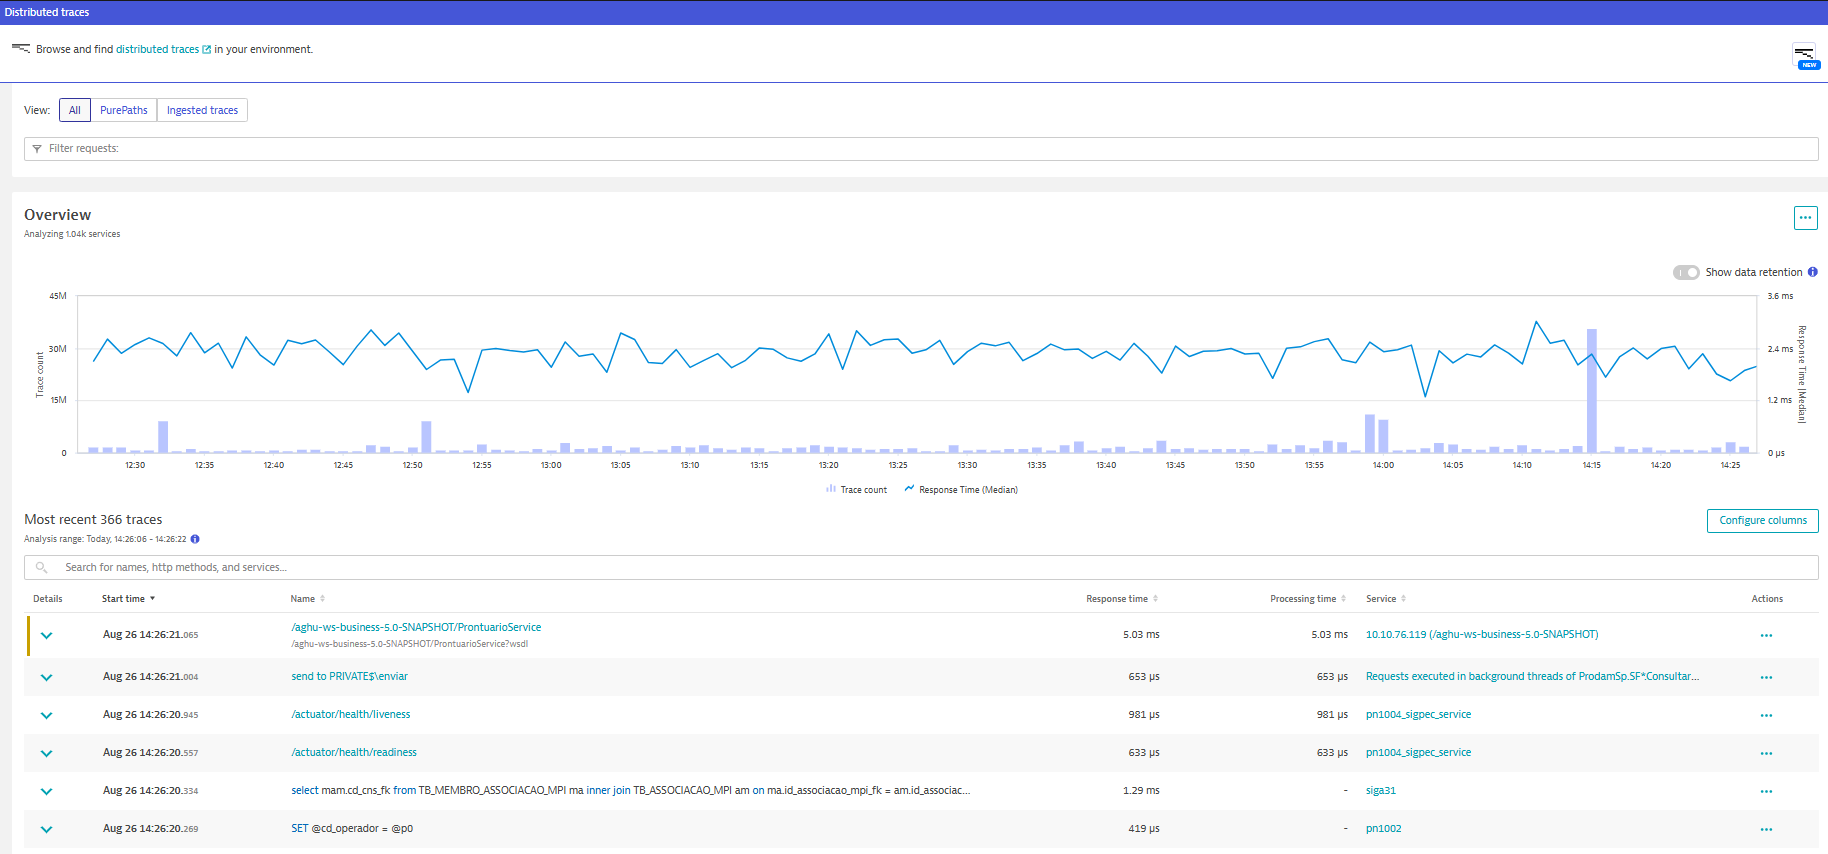 Distributed traces
Browse and find distributed traces in your environment.
NEW
View: All PurePaths Ingested traces
Filter requests:
Overview
Analyzing 1.04k services
...
Show data retention
45M 3.6 ms
30M 2.4 ms
15M 1.2 ms
0 0 µs
Trace count
Response Time (Median)
12:30 12:35 12:40 12:45 12:50 12:55 13:00 13:05 13:10 13:15 13:20 13:25 13:30 13:35 13:40 13:45 13:50 13:55 14:00 14:05 14:10 14:15 14:20 14:25
Trace count Response Time (Median)
Most recent 366 traces
Configure columns
Analysis range: Today, 14:26:06 - 14:26:22
Search for names, http methods, and services...
Details Start time Name Response time Processing time Service Actions
Aug 26 14:26:21.065 /aghu-ws-business-5.0-SNAPSHOT/ProntuarioService 5.03 ms 5.03 ms 10.10.76.119 (/aghu-ws-business-5.0-SNAPSHOT) ...
/aghu-ws-business-5.0-SNAPSHOT/ProntuarioService?wsdl
Aug 26 14:26:21.004 send to PRIVATE$\enviar 653 µs 653 µs Requests executed in background threads of ProdamSp.SF*.Consultar... ...
Aug 26 14:26:20.945 /actuator/health/liveness 981 µs 981 µs pn1004_sigpec_service ...
Aug 26 14:26:20.557 /actuator/health/readiness 633 µs 633 µs pn1004_sigpec_service ...
Aug 26 14:26:20.334 select mam.cd_cns_fk from TB_MEMBRO_ASSOCIACAO_MPI ma inner join TB_ASSOCIACAO_MPI am on ma.id_associacao_mpi_fk = am.id_associac... 1.29 ms - siga31 ...
Aug 26 14:26:20.269 SET @cd_operador = @p0 419 µs - pn1002 ...